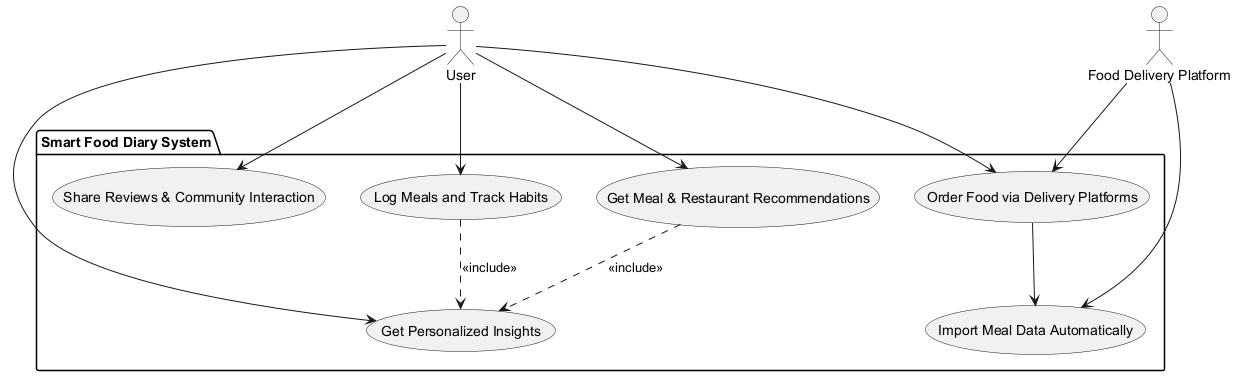 User
Food Delivery Platform
Smart Food Diary System
Share Reviews & Community Interaction
Log Meals and Track Habits
Get Meal & Restaurant Recommendations
Order Food via Delivery Platforms
«include»
«include»
Get Personalized Insights
Import Meal Data Automatically